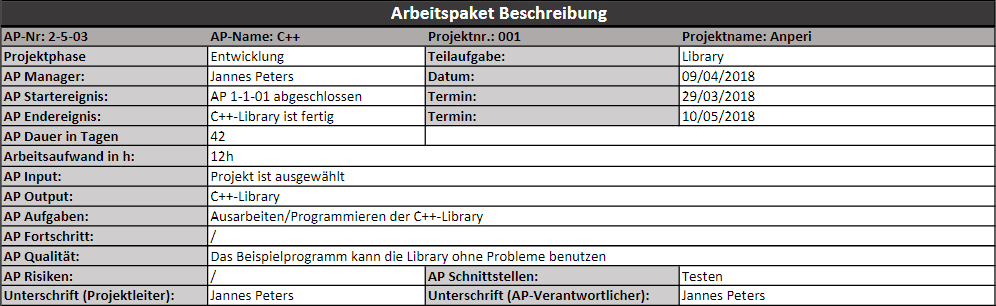 Arbeitspaket Beschreibung
AP-Nr: 2-5-03 AP-Name: C++ Projektnr.: 001 Projektname: Anperi
Projektphase Entwicklung Teilaufgabe: Library
AP Manager: Jannes Peters Datum: 09/04/2018
AP Startereignis: AP 1-1-01 abgeschlossen Termin: 29/03/2018
AP Endereignis: C++-Library ist fertig Termin: 10/05/2018
AP Dauer in Tagen 42
Arbeitsaufwand in h: 12h
AP Input: Projekt ist ausgewählt
AP Output: C++-Library
AP Aufgaben: Ausarbeiten/Programmieren der C++-Library
AP Fortschritt: /
AP Qualität: Das Beispielprogramm kann die Library ohne Probleme benutzen
AP Risiken: / AP Schnittstellen: Testen
Unterschrift (Projektleiter): Jannes Peters Unterschrift (AP-Verantwortlicher): Jannes Peters